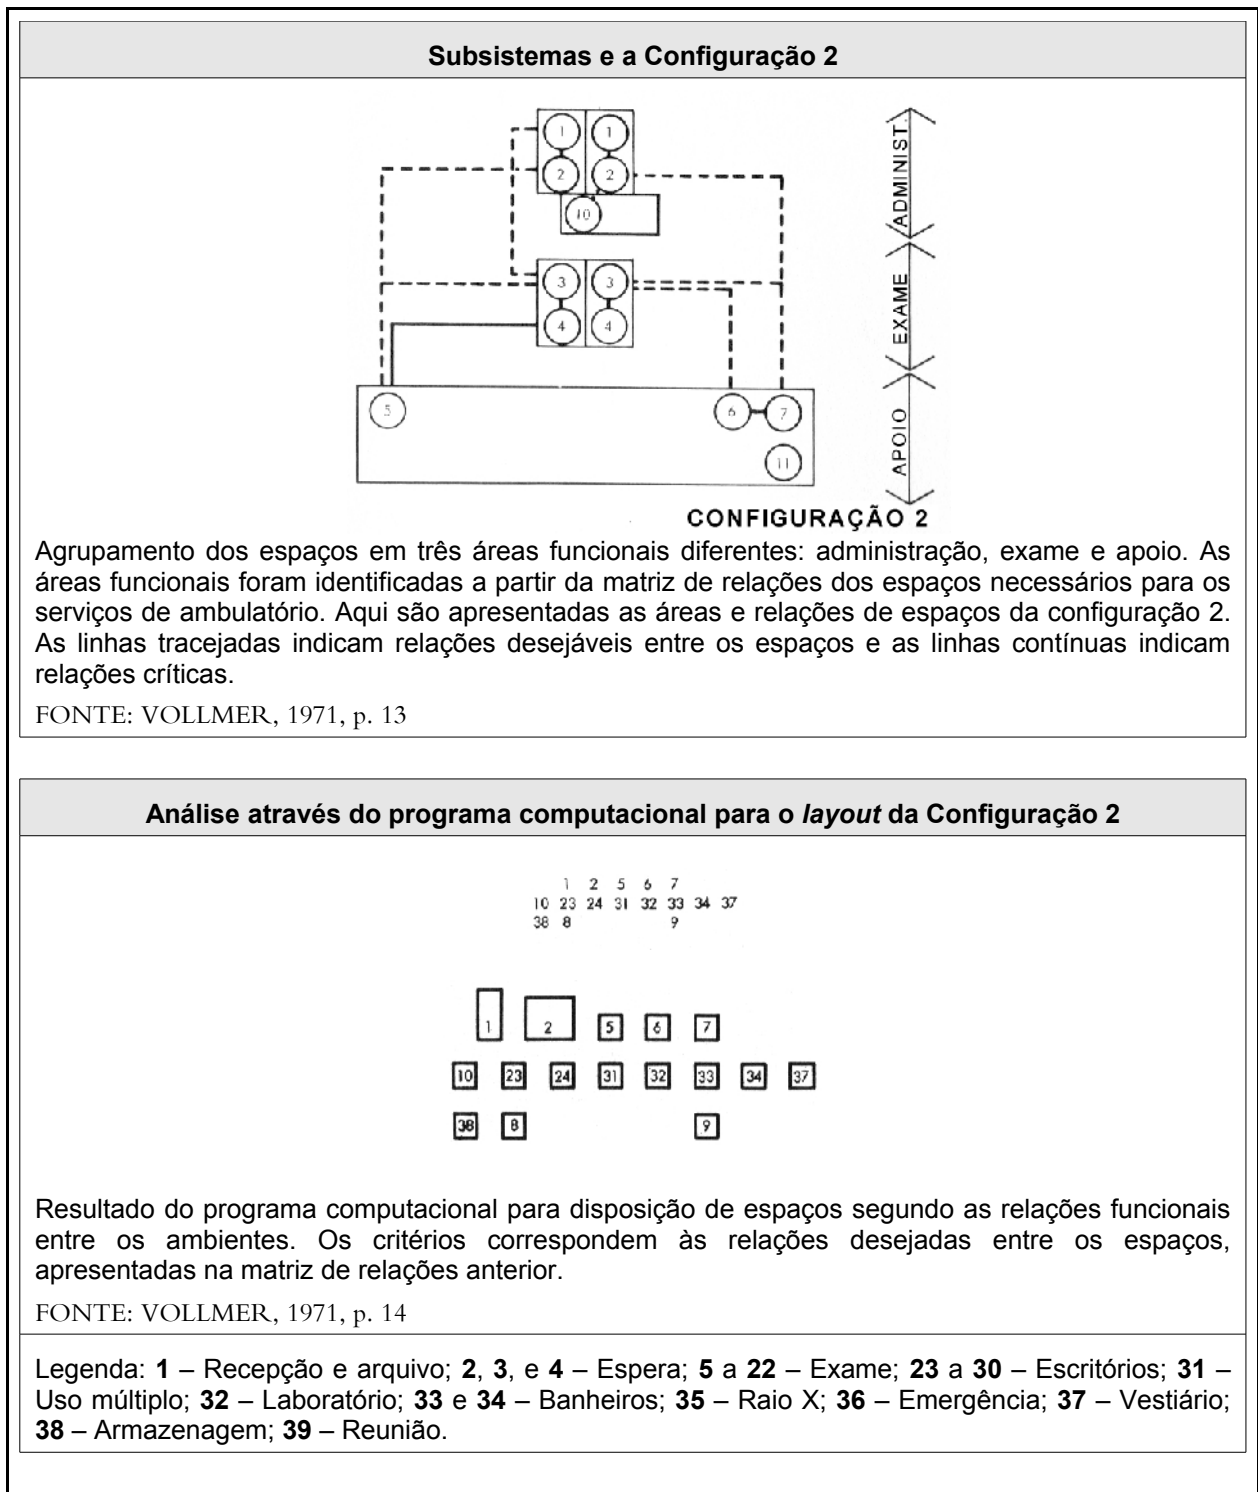 Subsistemas e a Configuração 2
1 1
2 2
10
3 3
4 4
5 6 7
11
ADMINIST.
EXAME
APOIO
CONFIGURAÇÃO 2
Agrupamento dos espaços em três áreas funcionais diferentes: administração, exame e apoio. As
áreas funcionais foram identificadas a partir da matriz de relações dos espaços necessários para os
serviços de ambulatório. Aqui são apresentadas as áreas e relações de espaços da configuração 2.
As linhas tracejadas indicam relações desejáveis entre os espaços e as linhas contínuas indicam
relações críticas.
FONTE: VOLLMER, 1971, p. 13
Análise através do programa computacional para o layout da Configuração 2
1 2 5 6 7
10 23 24 31 32 33 34 37
38 8 9
1 2 5 6 7
10 23 24 31 32 33 34 37
38 8 9
Resultado do programa computacional para disposição de espaços segundo as relações funcionais
entre os ambientes. Os critérios correspondem às relações desejadas entre os espaços,
apresentadas na matriz de relações anterior.
FONTE: VOLLMER, 1971, p. 14
Legenda: 1 – Recepção e arquivo; 2, 3, e 4 – Espera; 5 a 22 – Exame; 23 a 30 – Escritórios; 31 –
Uso múltiplo; 32 – Laboratório; 33 e 34 – Banheiros; 35 – Raio X; 36 – Emergência; 37 – Vestiário;
38 – Armazenagem; 39 – Reunião.